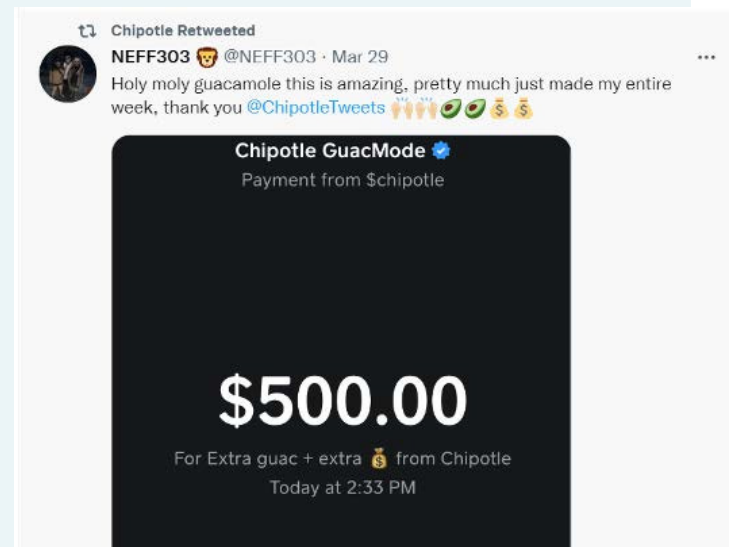 Chipotle Retweeted
NEFF303 🦁 @NEFF303 · Mar 29
Holy moly guacamole this is amazing, pretty much just made my entire
week, thank you @ChipotleTweets 🙌🏻🙌🏻🥑🥑💰💰
Chipotle GuacMode
Payment from $chipotle
$500.00
For Extra guac + extra 💰 from Chipotle
Today at 2:33 PM